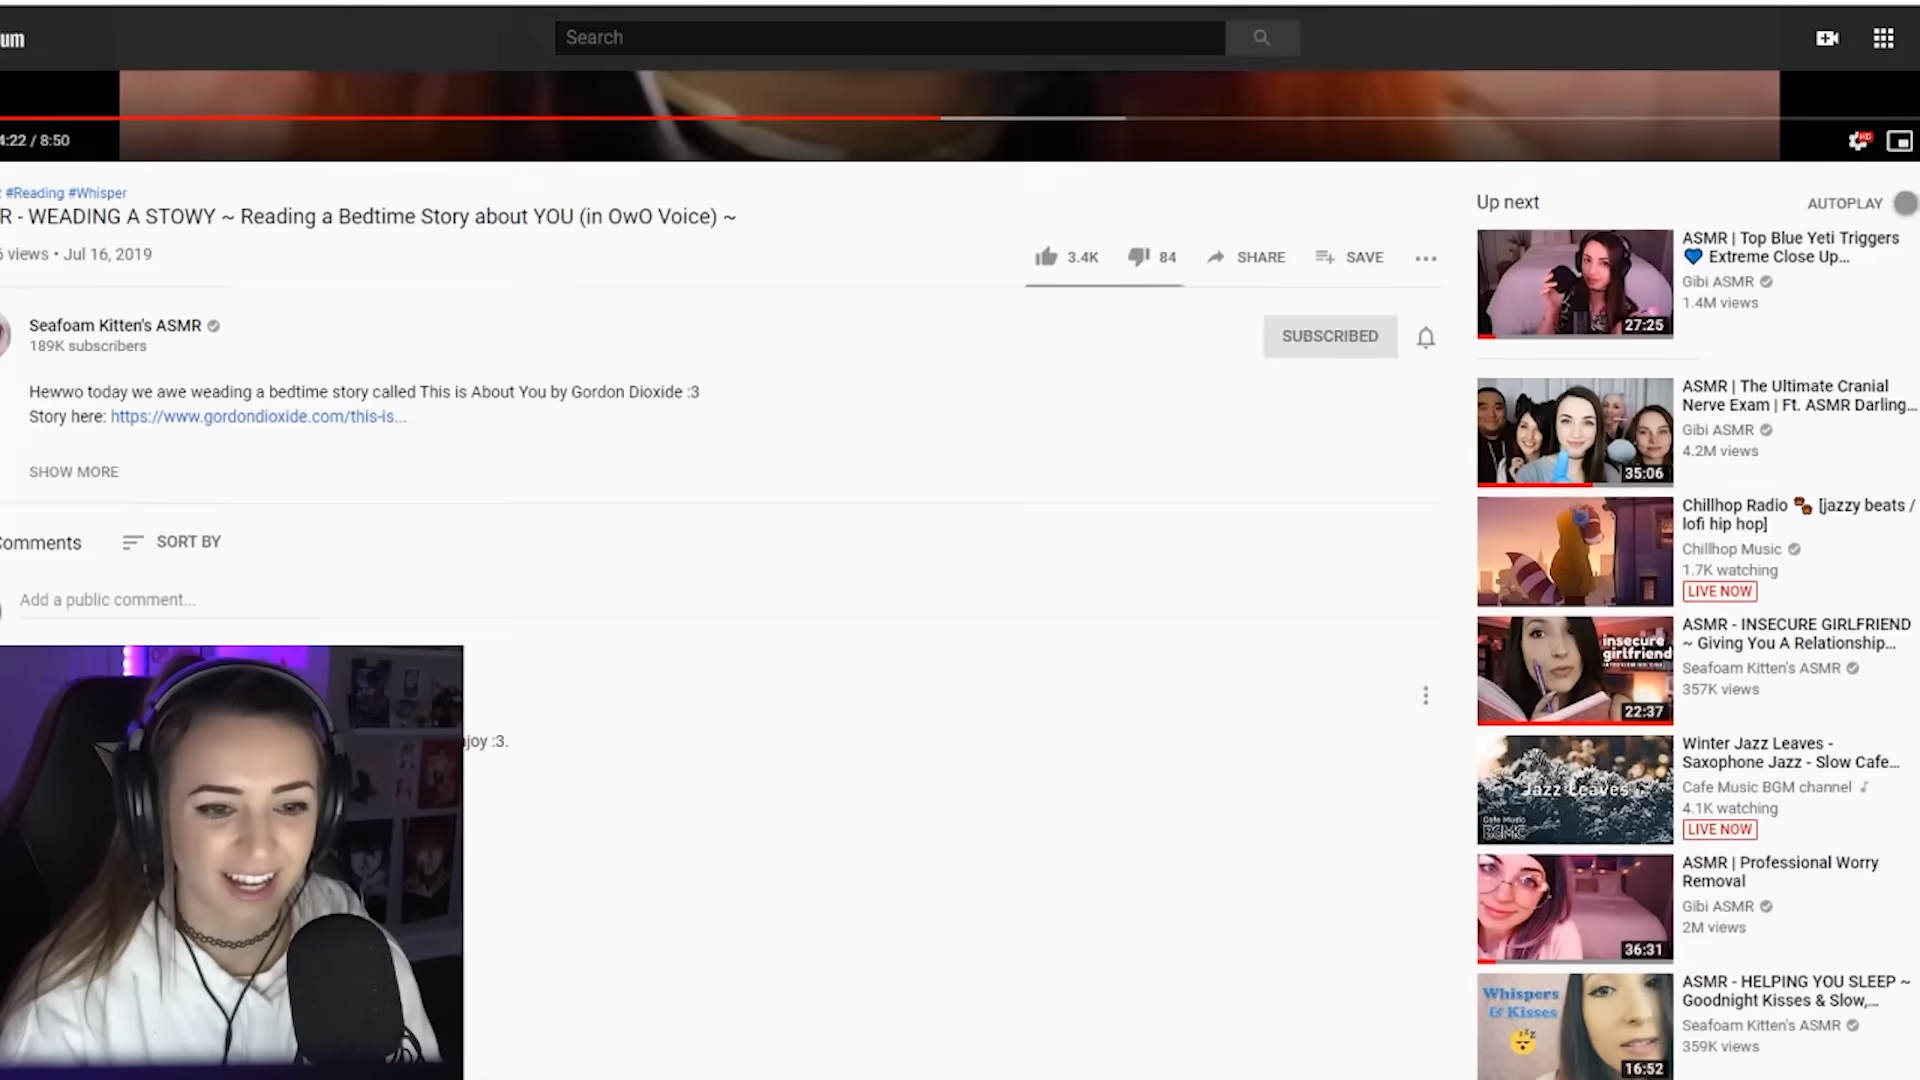 um
Search
4:22 / 8:50
#Reading #Whisper
R - WEADING A STOWY ~ Reading a Bedtime Story about YOU (in OwO Voice) ~
views • Jul 16, 2019
3.4K
84
SHARE
SAVE
Seafoam Kitten's ASMR
189K subscribers
SUBSCRIBED
Hewwo today we awe weading a bedtime story called This is About You by Gordon Dioxide :3
Story here: https://www.gordondioxide.com/this-is...
SHOW MORE
Comments
SORT BY
Add a public comment...
joy :3.
Up next
AUTOPLAY
27:25
ASMR | Top Blue Yeti Triggers
💙 Extreme Close Up...
Gibi ASMR
1.4M views
35:06
ASMR | The Ultimate Cranial
Nerve Exam | Ft. ASMR Darling...
Gibi ASMR
4.2M views
Chillhop Radio 🐾 [jazzy beats /
lofi hip hop]
Chillhop Music
1.7K watching
LIVE NOW
insecure
girlfriend
22:37
ASMR - INSECURE GIRLFRIEND
~ Giving You A Relationship...
Seafoam Kitten's ASMR
357K views
Jazz Leaves
Cafe Music
BGMC
Winter Jazz Leaves -
Saxophone Jazz - Slow Cafe...
Cafe Music BGM channel
4.1K watching
LIVE NOW
36:31
ASMR | Professional Worry
Removal
Gibi ASMR
2M views
Whispers
& Kisses
16:52
ASMR - HELPING YOU SLEEP ~
Goodnight Kisses & Slow,...
Seafoam Kitten's ASMR
359K views